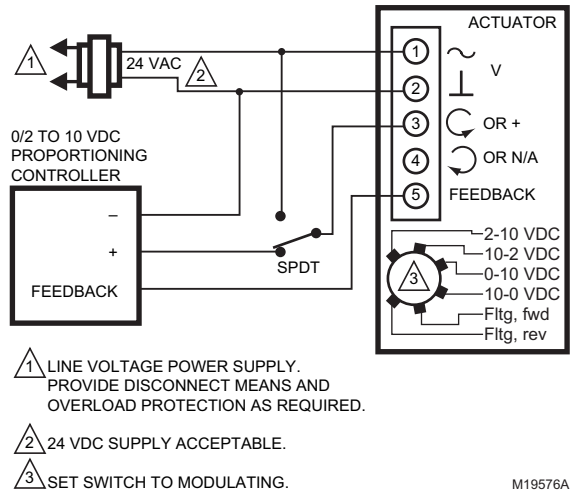 ACTUATOR
1
24 VAC
2
1
2
3
4
5
V
OR +
OR N/A
FEEDBACK
0/2 TO 10 VDC
PROPORTIONING
CONTROLLER
–
+
FEEDBACK
SPDT
3
2-10 VDC
10-2 VDC
0-10 VDC
10-0 VDC
Fltg, fwd
Fltg, rev
1 LINE VOLTAGE POWER SUPPLY.
PROVIDE DISCONNECT MEANS AND
OVERLOAD PROTECTION AS REQUIRED.
2 24 VDC SUPPLY ACCEPTABLE.
3 SET SWITCH TO MODULATING.
M19576A